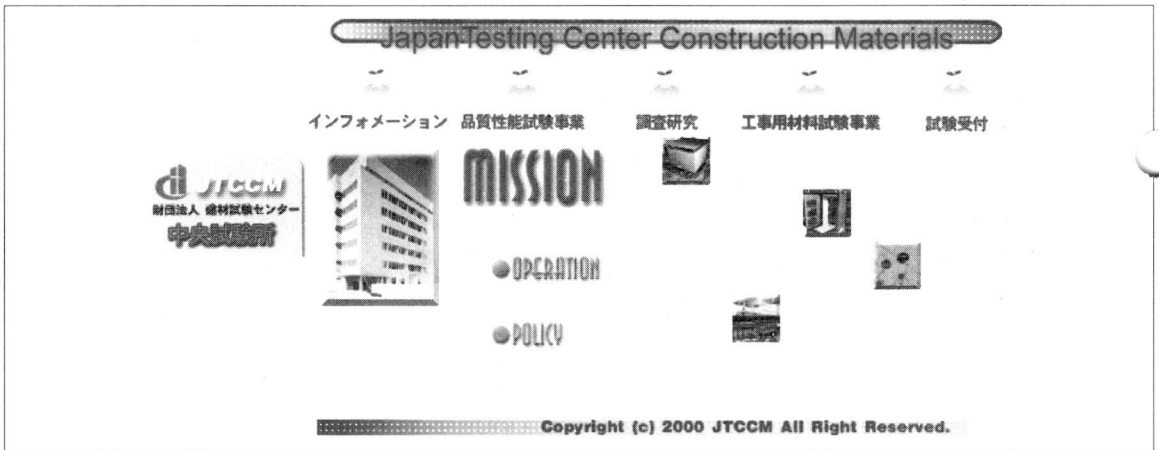 JapanTesting Center Construction Materials
インフォメーション 品質性能試験事業 調査研究 工事用材料試験事業 試験受付
JTCCM
財団法人 建材試験センター
中央試験所
MISSION
OPERATION
POLICY
Copyright (c) 2000 JTCCM All Right Reserved.